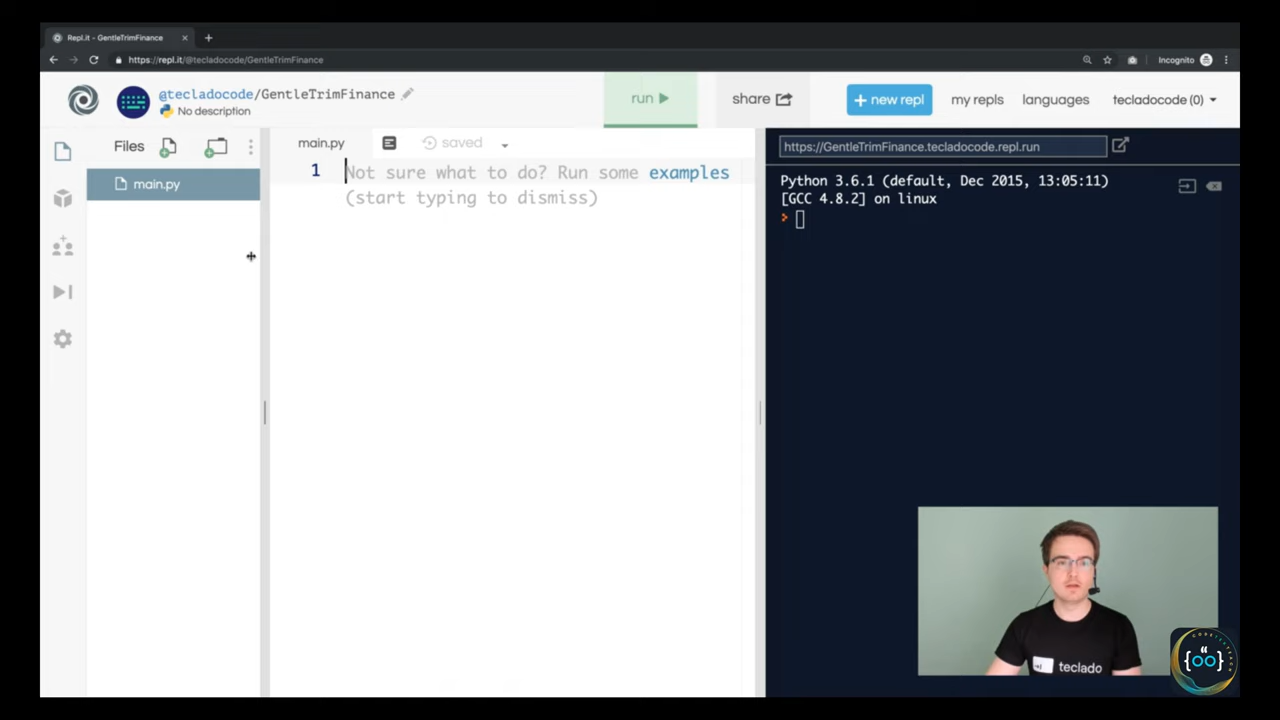 Repl.it - GentleTrimFinance
https://repl.it/@tecladocode/GentleTrimFinance
Incognito
@tecladocode/GentleTrimFinance
No description
run
share
+ new repl
my repls
languages
tecladocode (0)
Files
main.py
saved
main.py
1
Not sure what to do? Run some examples
(start typing to dismiss)
https://GentleTrimFinance.tecladocode.repl.run
Python 3.6.1 (default, Dec 2015, 13:05:11)
[GCC 4.8.2] on linux
teclado